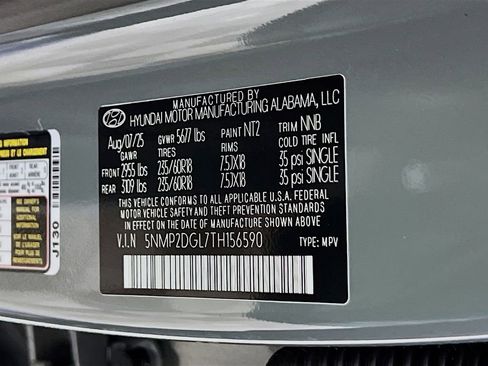 MANUFACTURED BY
HYUNDAI MOTOR MANUFACTURING ALABAMA, LLC
Aug/07/25 GVWR 5677 lbs PAINT NT2 TRIM NNB
GAWR TIRES RIMS COLD TIRE INFL
FRONT 2955 lbs 235/60R18 7.5JX18 35 psi SINGLE
REAR 3109 lbs 235/60R18 7.5JX18 35 psi SINGLE
THIS VEHICLE CONFORMS TO ALL APPLICABLE U.S.A. FEDERAL
MOTOR VEHICLE SAFETY AND THEFT PREVENTION STANDARDS
IN EFFECT ON THE DATE OF MANUFACTURE SHOWN ABOVE.
V.I.N 5NMP2DGL7TH156590 TYPE: MPV
INFORMATION
J130